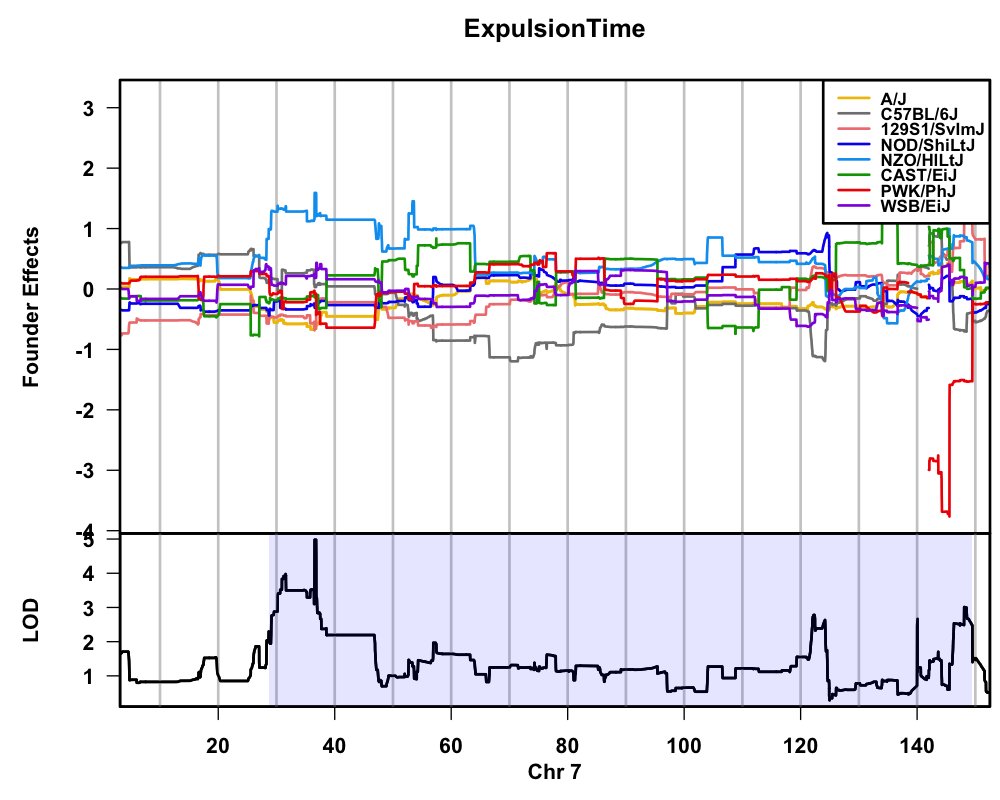 ExpulsionTime
A/J
C57BL/6J
129S1/SvImJ
NOD/ShiLtJ
NZO/HlLtJ
CAST/EiJ
PWK/PhJ
WSB/EiJ
Founder Effects
3
2
1
0
-1
-2
-3
-4
LOD
5
4
3
2
1
20 40 60 80 100 120 140
Chr 7